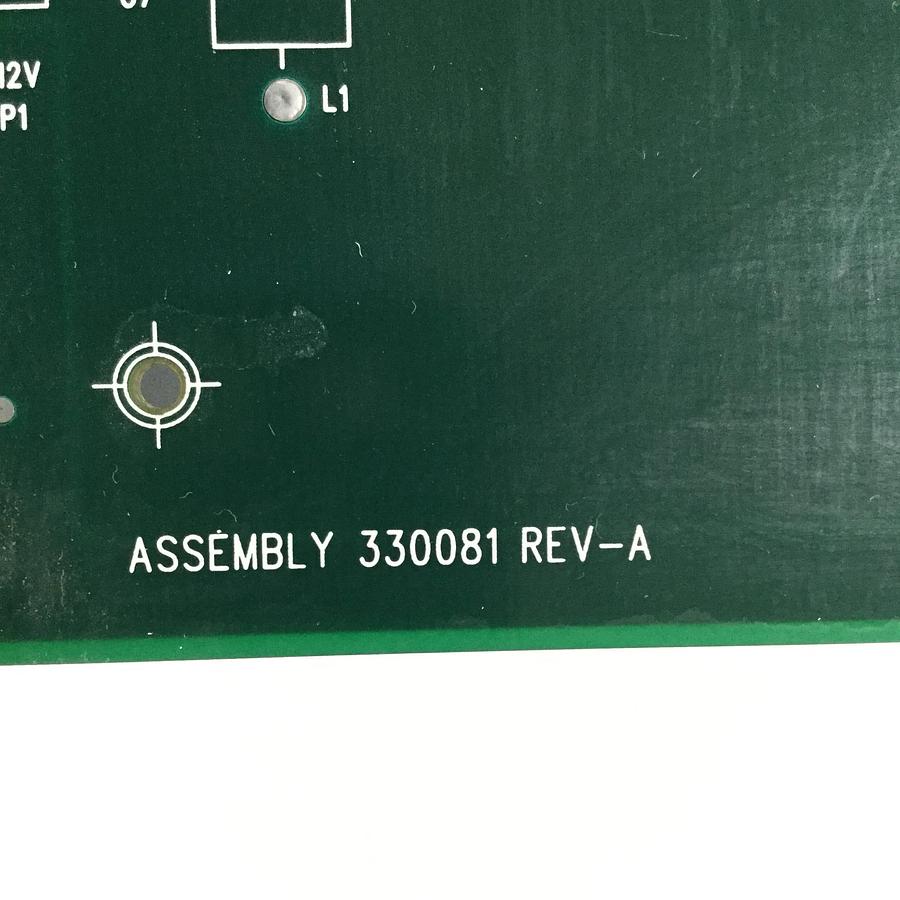 12V
L1
P1
ASSEMBLY 330081 REV-A